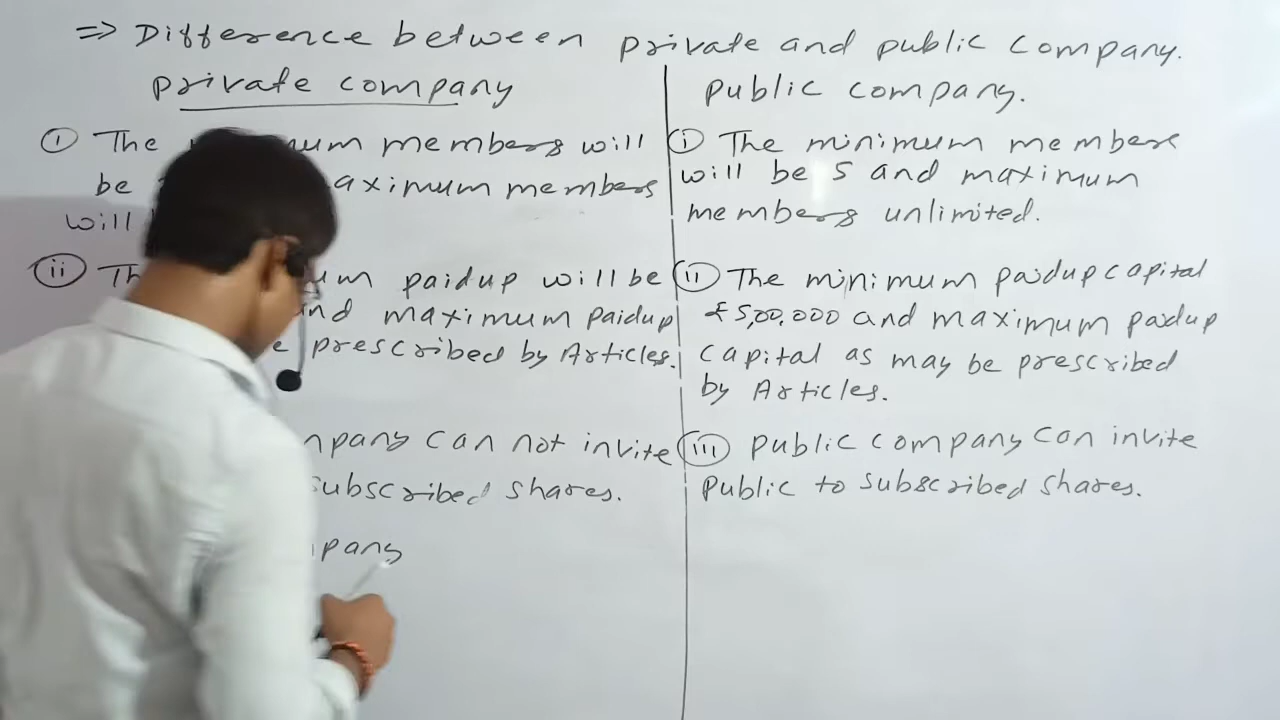 ⇒ Difference between private and public company.
private company
① The mum members will
be aximum members
will
ⓘⓘ Th um paidup will be
and maximum paidup
e prescribed by Articles.
npany can not invite
subscribed shares.
pany
public company.
① The minimum members
will be 5 and maximum
members unlimited.
ⓘⓘ The minimum paidup capital
₹5,00,000 and maximum paidup
capital as may be prescribed
by Articles.
ⓘⓘⓘ public company can invite
public to subscribed shares.